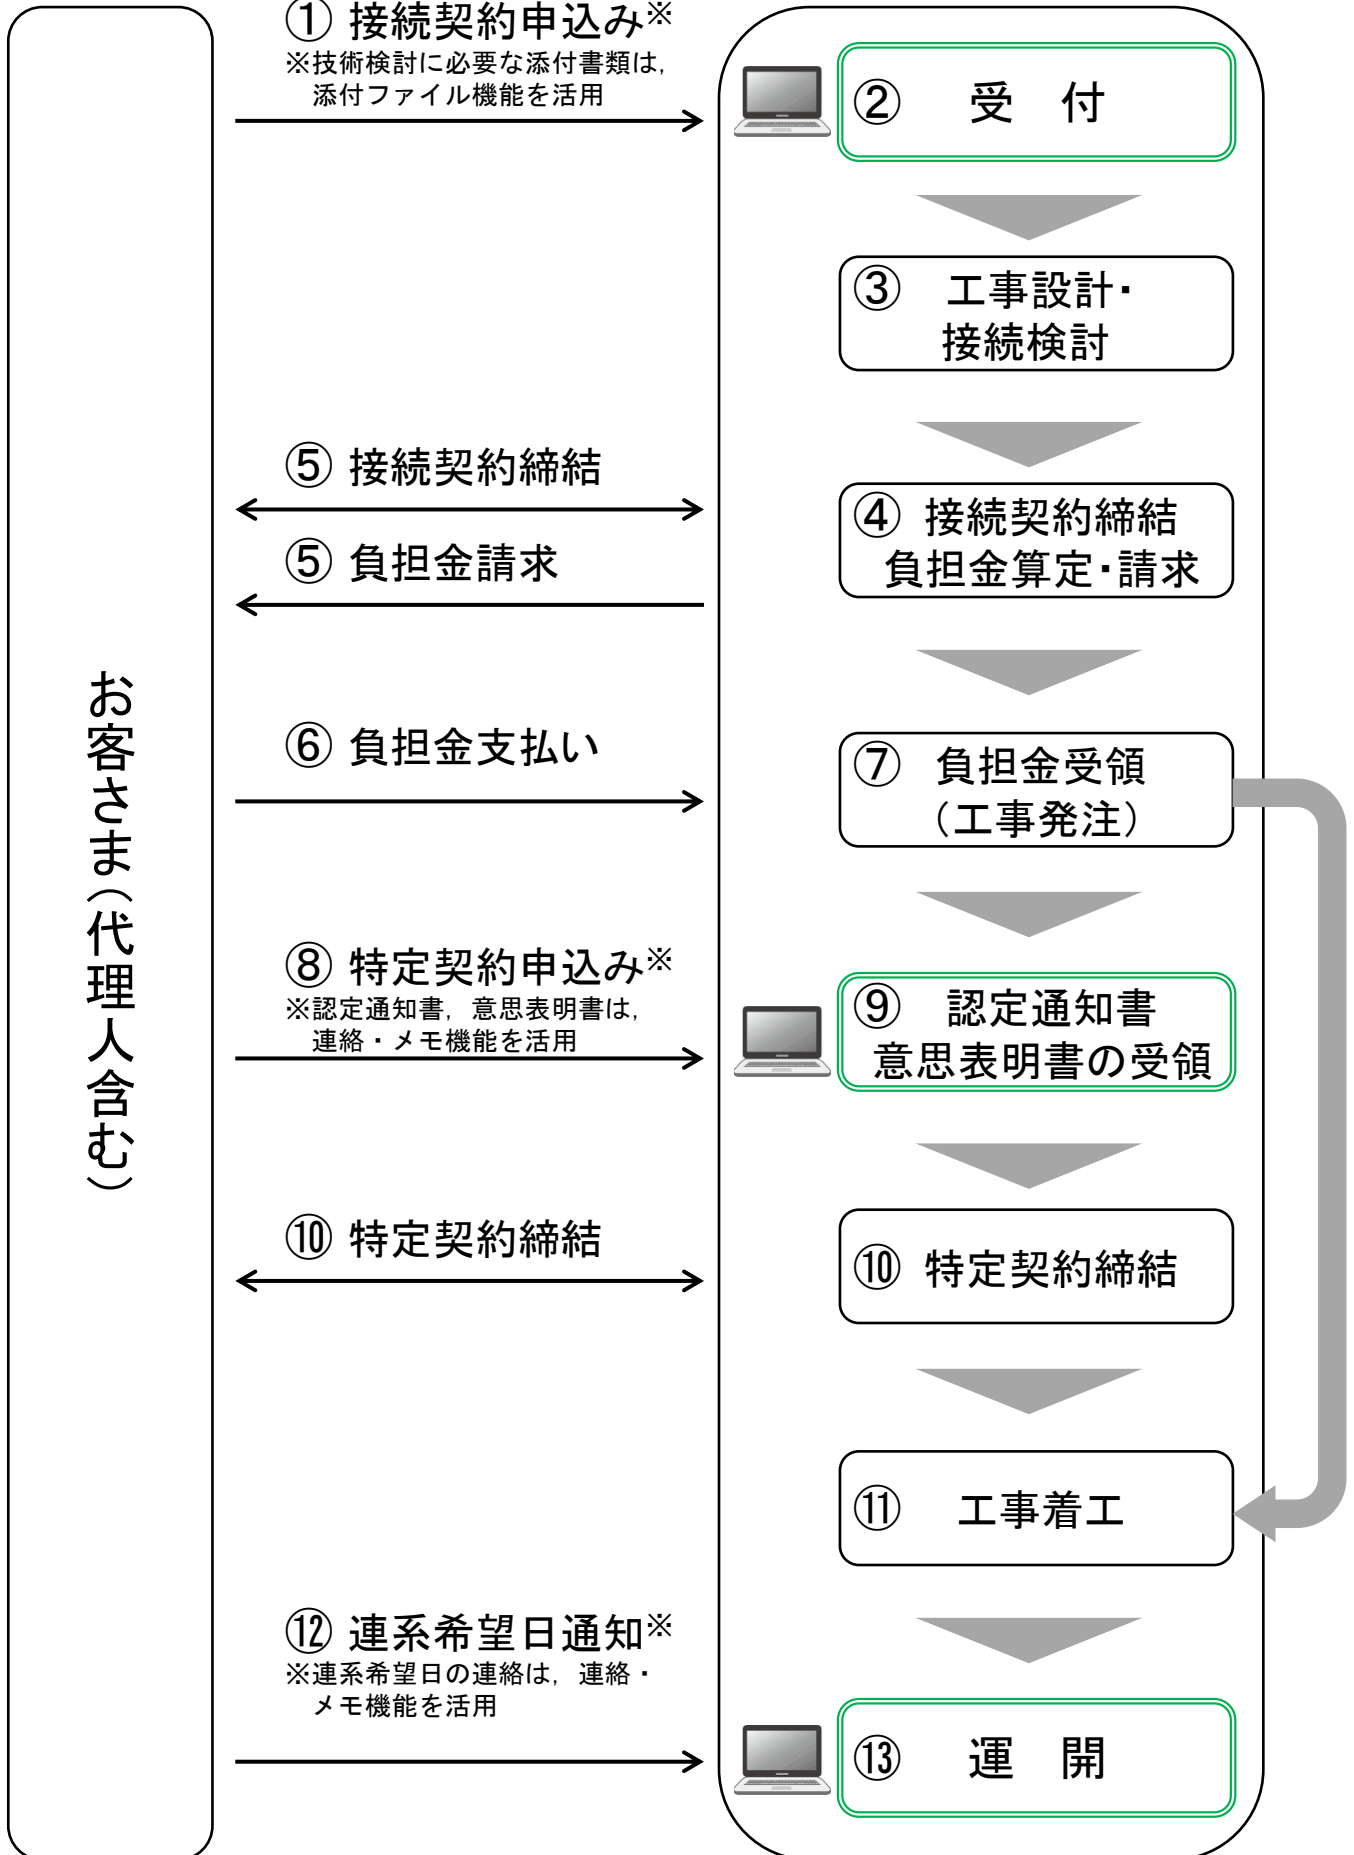 ① 接続契約申込み※
※技術検討に必要な添付書類は，
添付ファイル機能を活用
② 受　付
③ 工事設計・
接続検討
⑤ 接続契約締結
⑤ 負担金請求
④ 接続契約締結
負担金算定・請求
⑥ 負担金支払い
⑦ 負担金受領
（工事発注）
お客さま（代理人含む）
⑧ 特定契約申込み※
※認定通知書，意思表明書は，
連絡・メモ機能を活用
⑨ 認定通知書
意思表明書の受領
⑩ 特定契約締結
⑩ 特定契約締結
⑪ 工事着工
⑫ 連系希望日通知※
※連系希望日の連絡は，連絡・
メモ機能を活用
⑬ 運　開